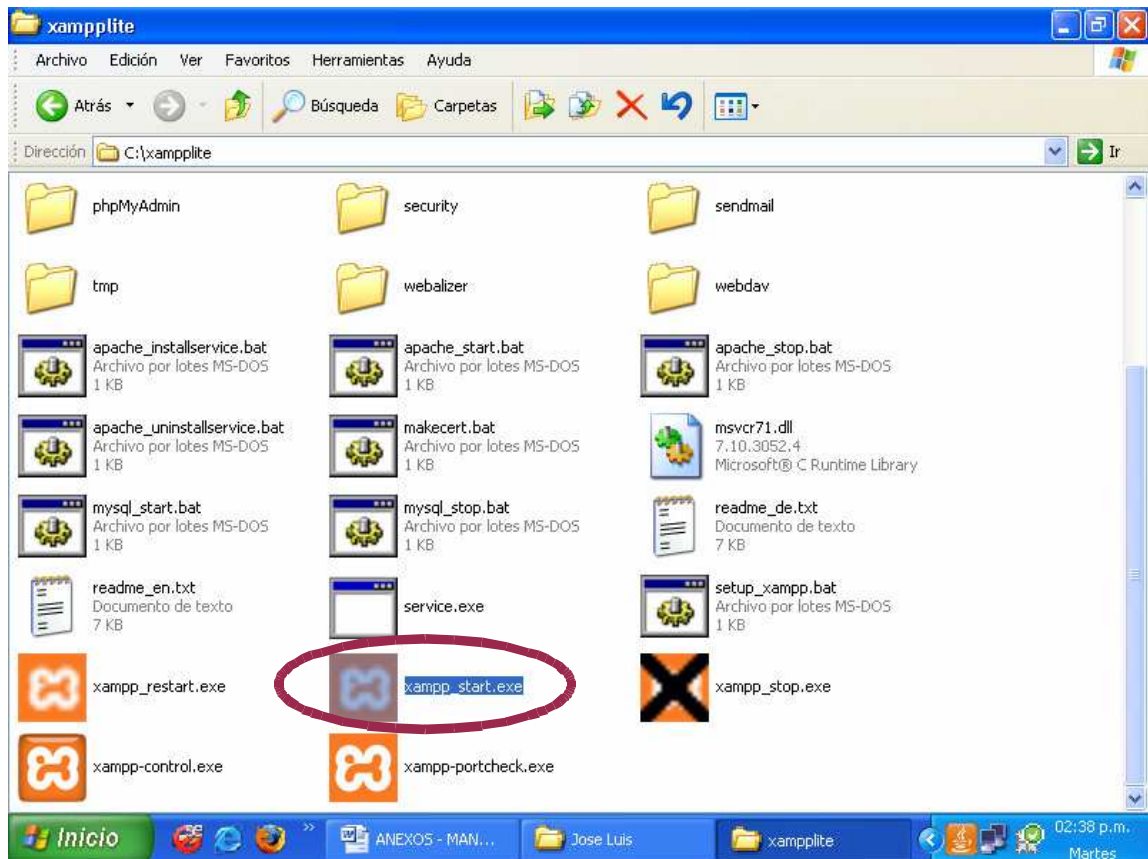 xampplite
Archivo Edición Ver Favoritos Herramientas Ayuda
Atrás Búsqueda Carpetas
Dirección C:\xampplite Ir
phpMyAdmin security sendmail
tmp webalizer webdav
apache_installservice.bat apache_start.bat apache_stop.bat
Archivo por lotes MS-DOS Archivo por lotes MS-DOS Archivo por lotes MS-DOS
1 KB 1 KB 1 KB
apache_uninstallservice.bat makecert.bat msvcr71.dll
Archivo por lotes MS-DOS Archivo por lotes MS-DOS 7.10.3052.4
1 KB 1 KB Microsoft® C Runtime Library
mysql_start.bat mysql_stop.bat readme_de.txt
Archivo por lotes MS-DOS Archivo por lotes MS-DOS Documento de texto
1 KB 1 KB 7 KB
readme_en.txt service.exe setup_xampp.bat
Documento de texto Archivo por lotes MS-DOS
7 KB 1 KB
xampp_restart.exe xampp_start.exe xampp_stop.exe
xampp-control.exe xampp-portcheck.exe
Inicio » ANEXOS - MAN... Jose Luis xampplite 02:38 p.m.
Martes